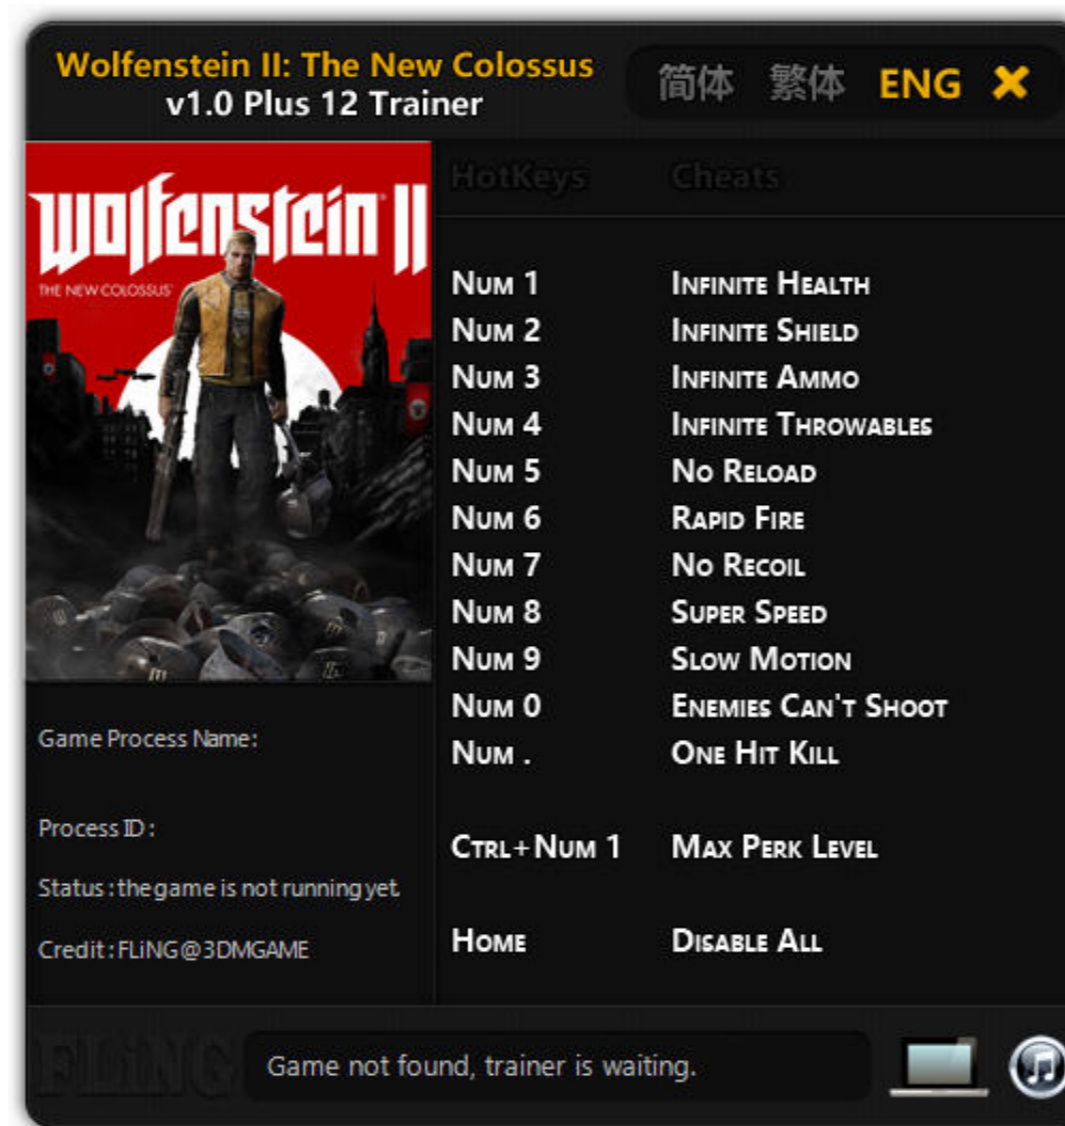 Wolfenstein II: The New Colossus
v1.0 Plus 12 Trainer
简体 繁体 ENG
WOLFENSTEIN II
THE NEW COLOSSUS
HotKeys Cheats
Num 1 Infinite Health
Num 2 Infinite Shield
Num 3 Infinite Ammo
Num 4 Infinite Throwables
Num 5 No Reload
Num 6 Rapid Fire
Num 7 No Recoil
Num 8 Super Speed
Num 9 Slow Motion
Num 0 Enemies Can't Shoot
Num . One Hit Kill
Ctrl+Num 1 Max Perk Level
Home Disable All
Game Process Name:
Process ID :
Status : the game is not running yet.
Credit : FLiNG@3DMGAME
FLiNG
Game not found, trainer is waiting.